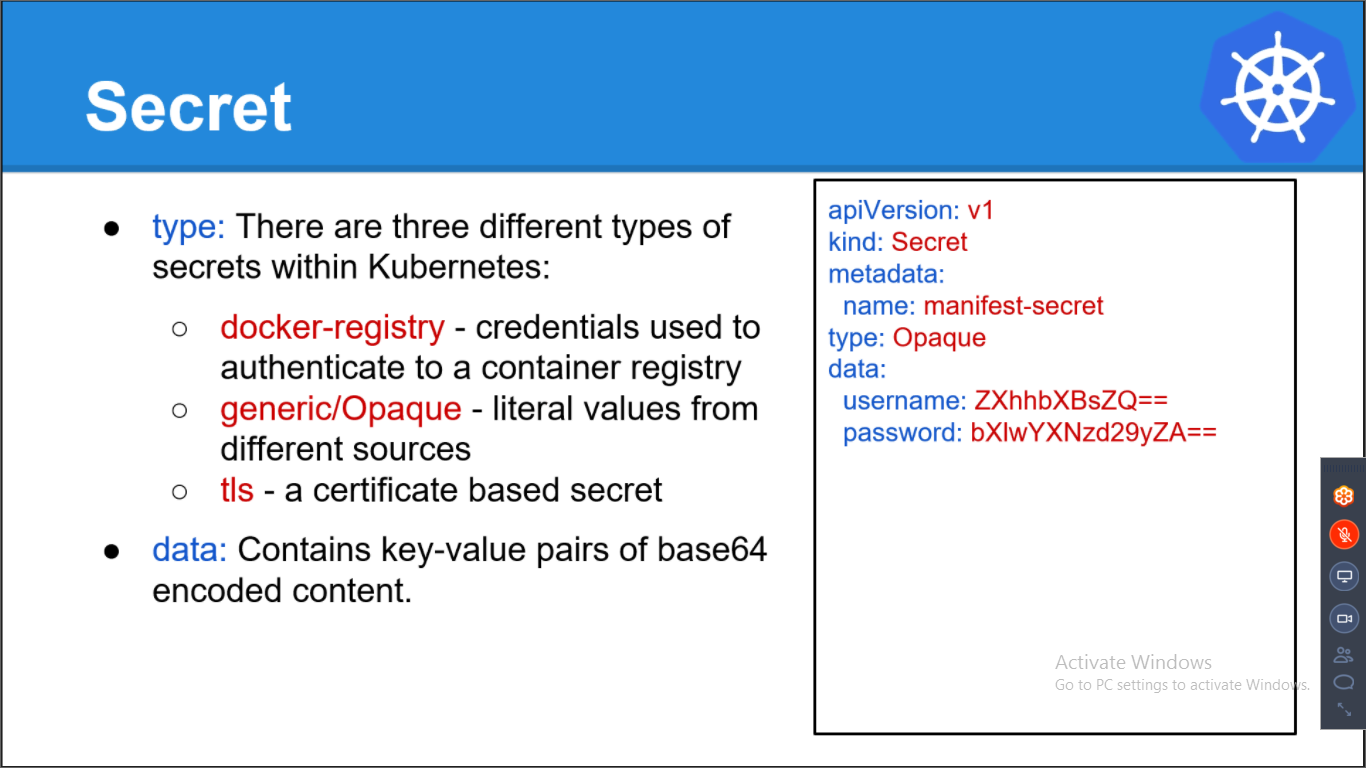 Secret
● type: There are three different types of
secrets within Kubernetes:
○ docker-registry - credentials used to
authenticate to a container registry
○ generic/Opaque - literal values from
different sources
○ tls - a certificate based secret
● data: Contains key-value pairs of base64
encoded content.
apiVersion: v1
kind: Secret
metadata:
  name: manifest-secret
type: Opaque
data:
  username: ZXhhbXBsZQ==
  password: bXlwYXNzd29yZA==
Activate Windows
Go to PC settings to activate Windows.